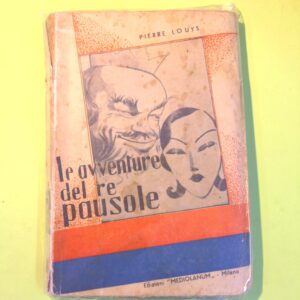 PIERRE LOUYS
le avventure
del re
pausole
Edizioni "MEDIOLANUM" - Milano